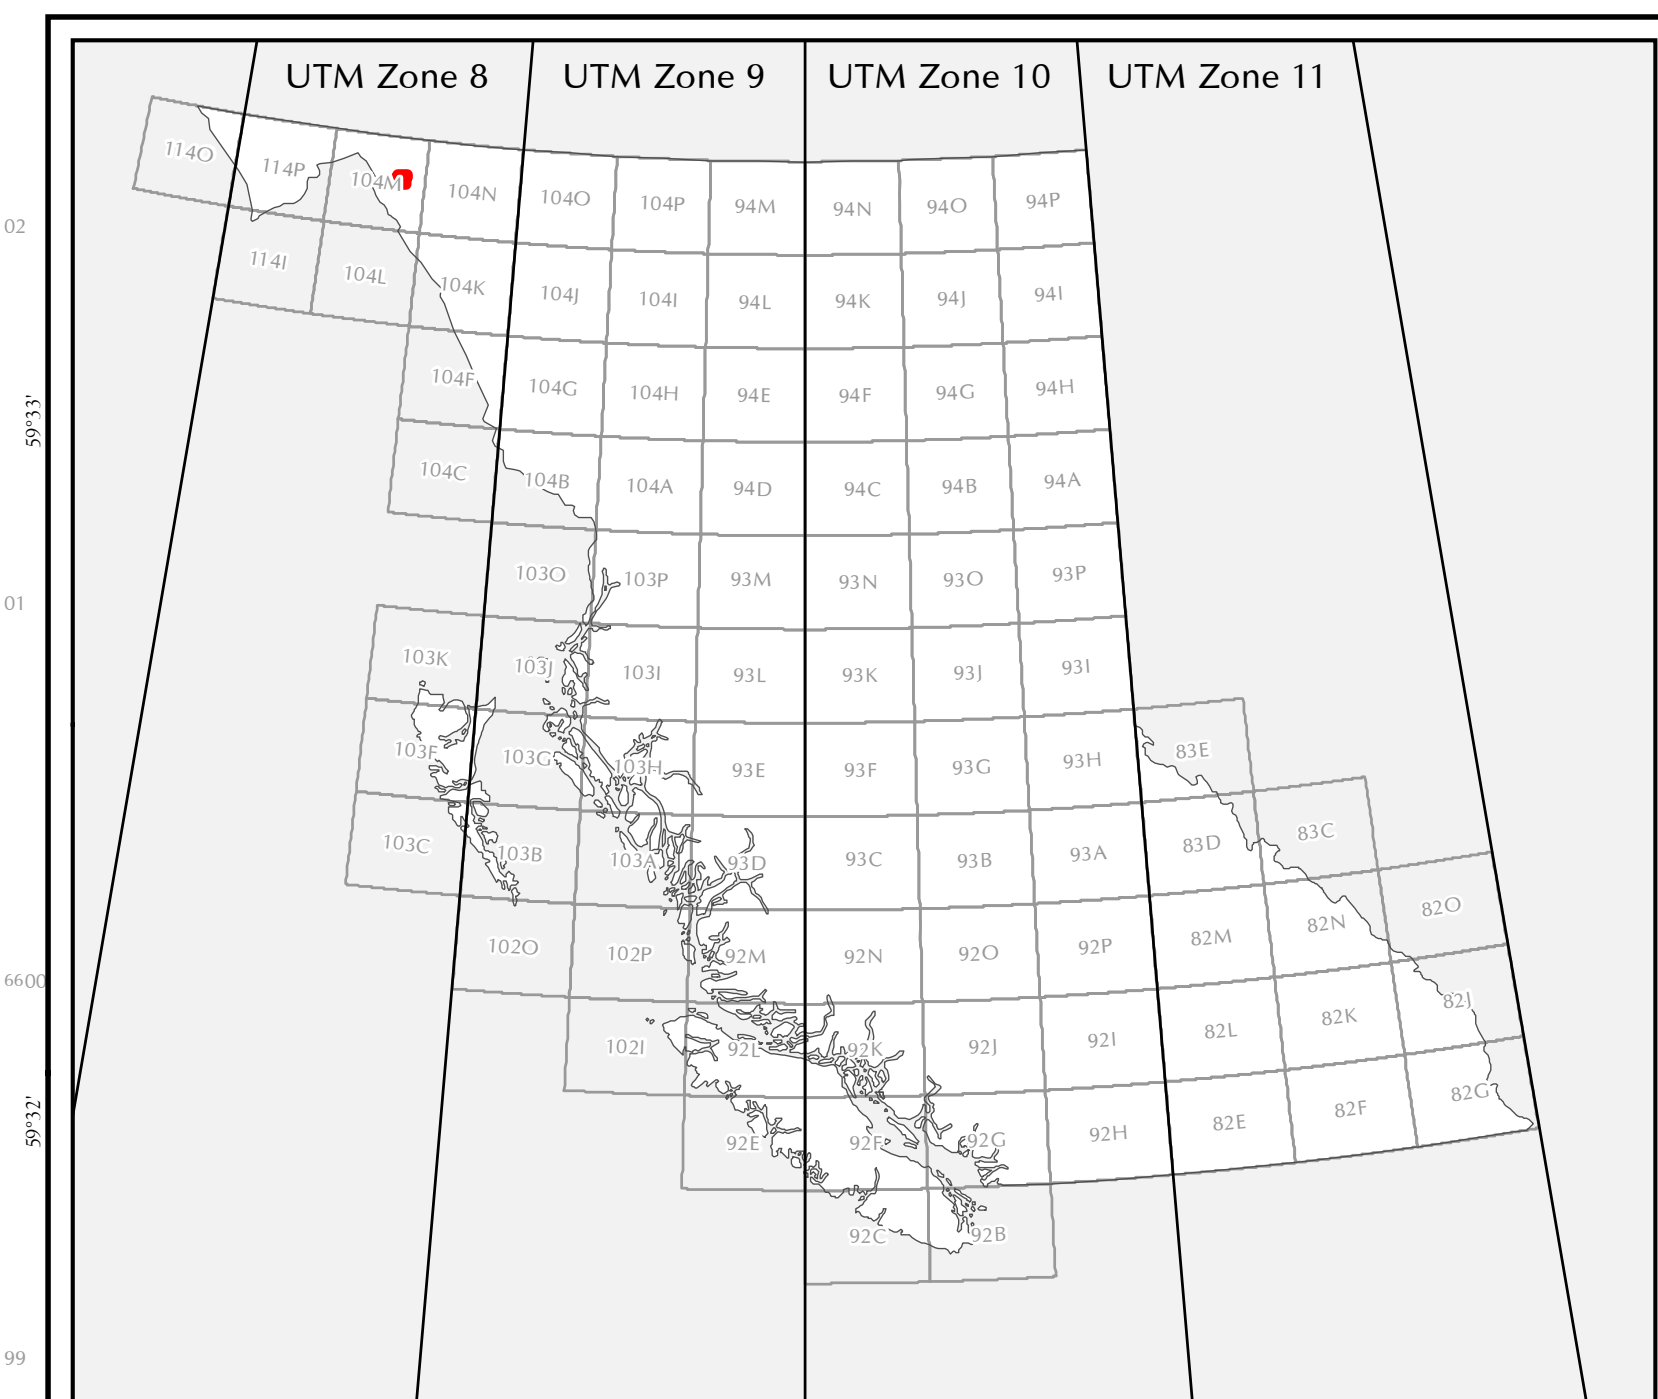 UTM Zone 8 UTM Zone 9 UTM Zone 10 UTM Zone 11
114O 114P 104M 104N 104O 104P 94M 94N 94O 94P
02
114I 104L 104K 104J 104I 94L 94K 94J 94I
104F 104G 104H 94E 94F 94G 94H
59°33'
104C 104B 104A 94D 94C 94B 94A
103O 103P 93M 93N 93O 93P
01
103K 103J 103I 93L 93K 93J 93I
103F 103G 103H 93E 93F 93G 93H 83E
103C 103B 103A 93D 93C 93B 93A 83D 83C
102O 102P 92M 92N 92O 92P 82M 82N 82O
6600
102I 92L 92K 92J 92I 82L 82K 82J
59°32'
92E 92F 92G 92H 82E 82F 82G
92C 92B
99